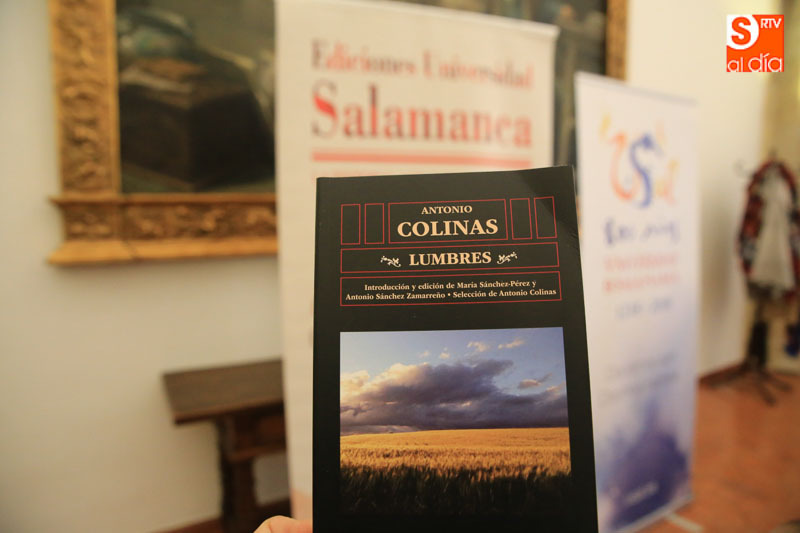 S RTV
al día
Ediciones Universidad
Salamanca
ANTONIO
COLINAS
LUMBRES
Introducción y edición de María Sánchez-Pérez y
Antonio Sánchez Zamarreño • Selección de Antonio Colinas